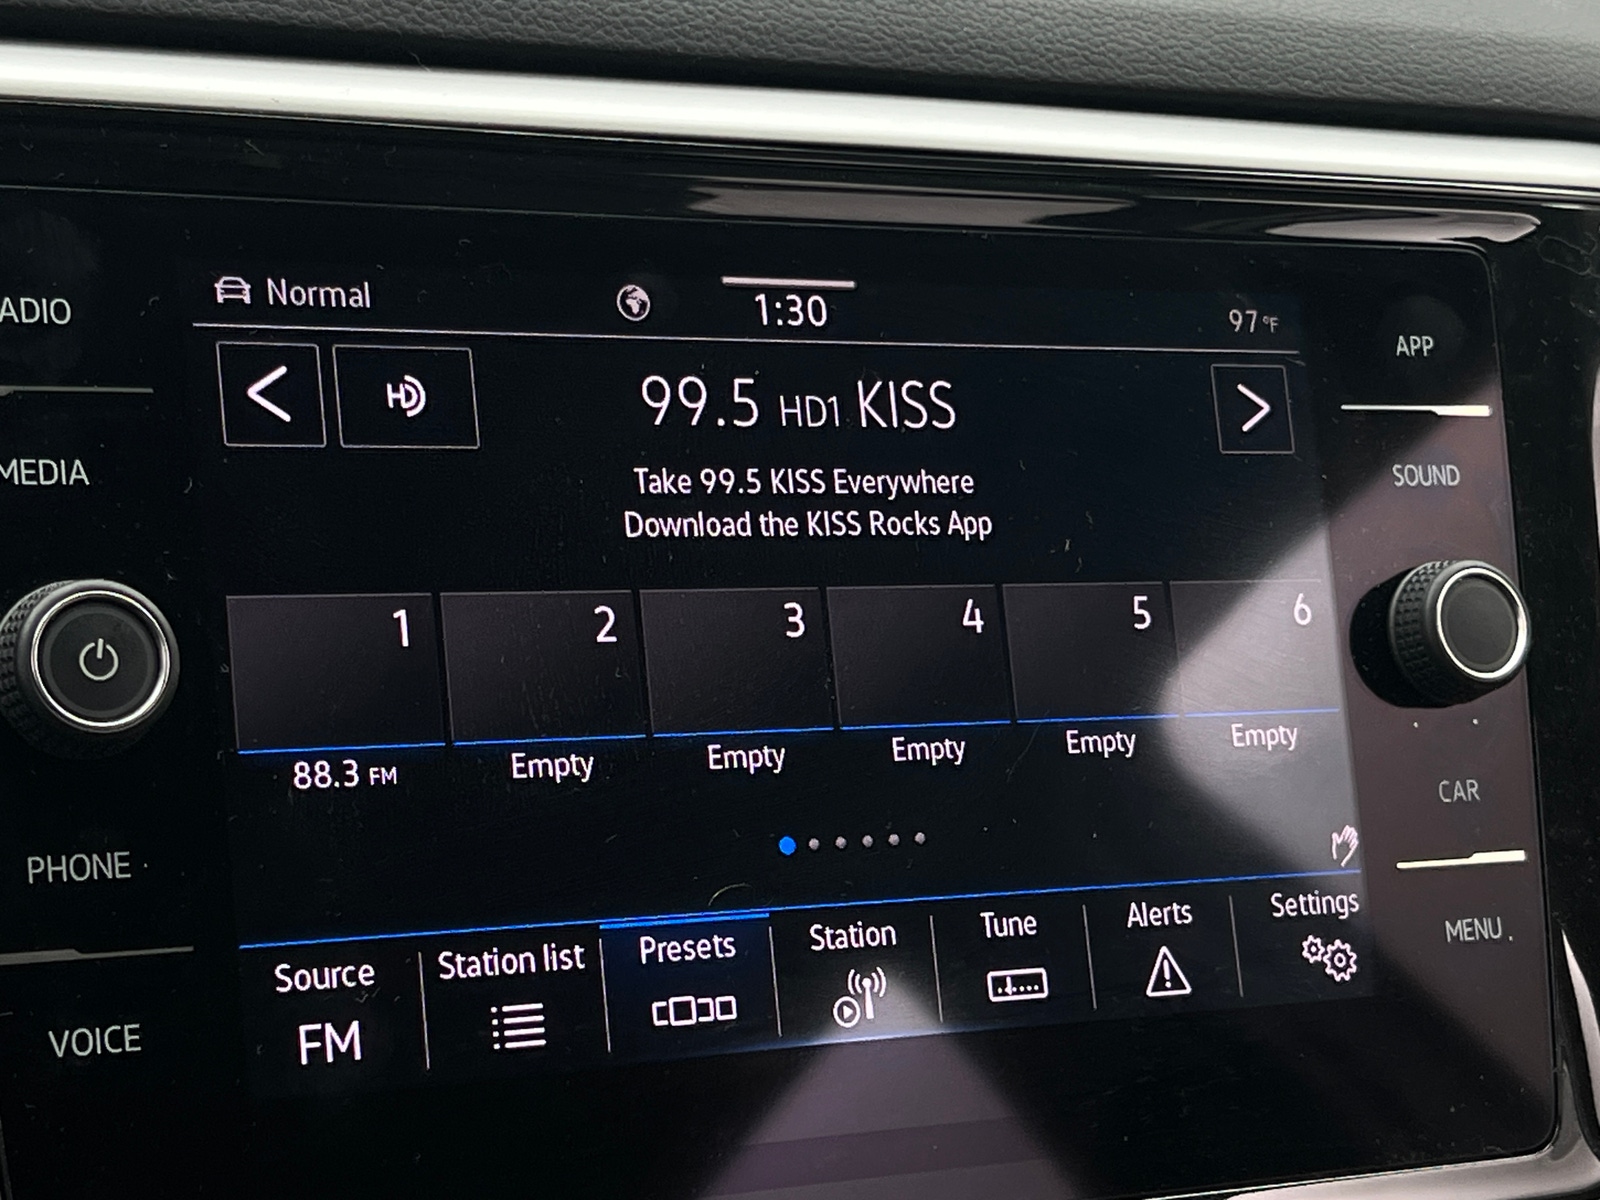 Normal
1:30
97°F
HD
99.5 HD1 KISS
Take 99.5 KISS Everywhere
Download the KISS Rocks App
1
2
3
4
5
6
88.3 FM
Empty
Empty
Empty
Empty
Empty
Source
FM
Station list
Presets
Station
Tune
Alerts
Settings
ADIO
MEDIA
PHONE
VOICE
APP
SOUND
CAR
MENU